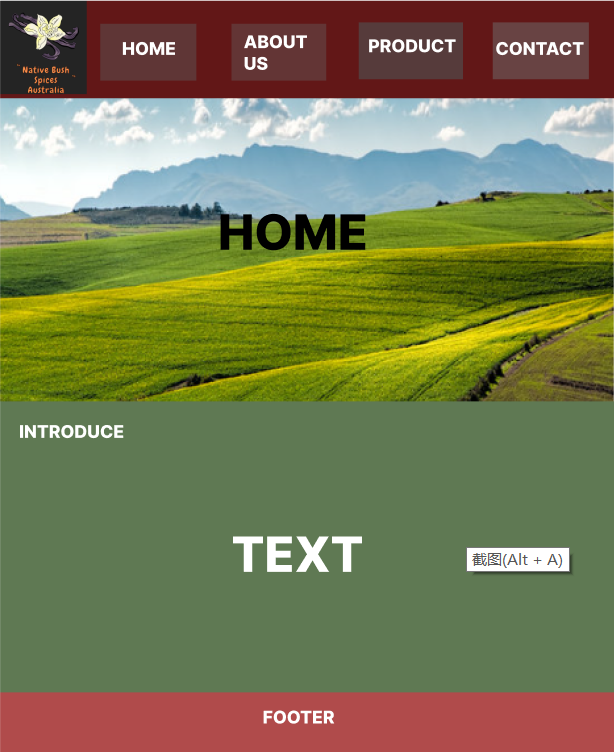 Native Bush
Spices
Australia
HOME
ABOUT
US
PRODUCT
CONTACT
HOME
INTRODUCE
TEXT
截图(Alt + A)
FOOTER